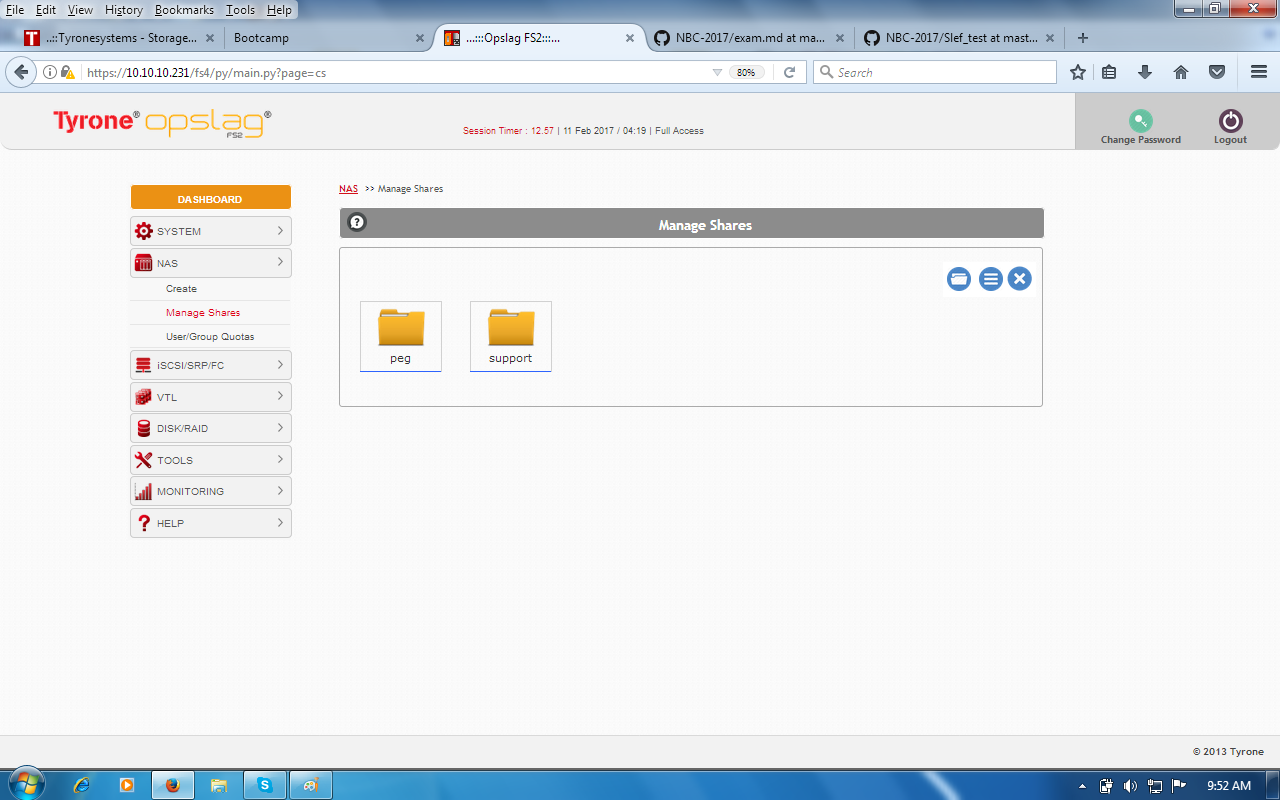 File Edit View History Bookmarks Tools Help
..::Tyronesystems - Storage...
Bootcamp
...:::Opslag FS2:::...
NBC-2017/exam.md at ma...
NBC-2017/Slef_test at mast...
https://10.10.10.231/fs4/py/main.py?page=cs
80%
Search
Tyrone® opslag® FS2
Session Timer : 12.57 | 11 Feb 2017 / 04:19 | Full Access
Change Password
Logout
DASHBOARD
SYSTEM
NAS
Create
Manage Shares
User/Group Quotas
iSCSI/SRP/FC
VTL
DISK/RAID
TOOLS
MONITORING
HELP
NAS >> Manage Shares
Manage Shares
peg
support
© 2013 Tyrone
9:52 AM